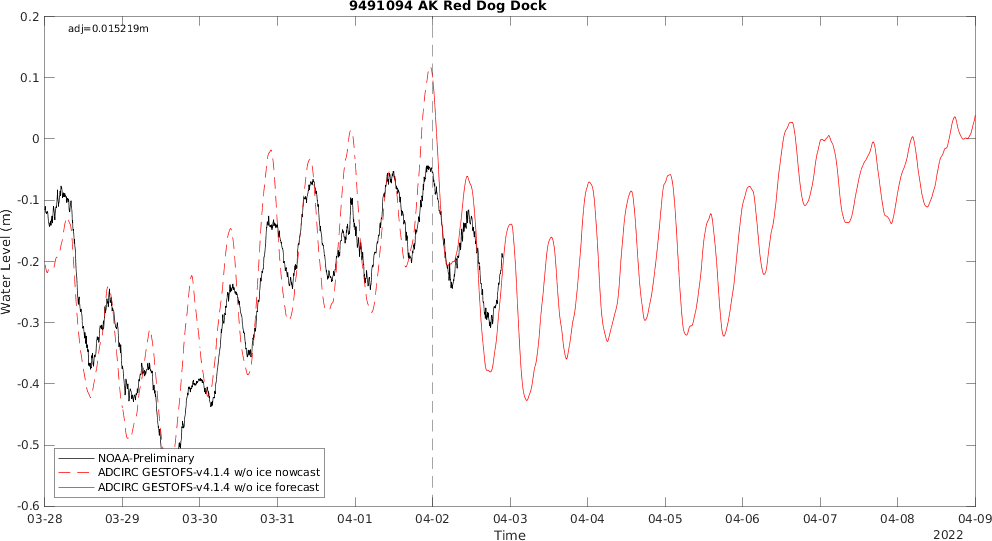 9491094 AK Red Dog Dock
adj=0.015219m
0.2
0.1
0
-0.1
-0.2
-0.3
-0.4
-0.5
-0.6
Water Level (m)
NOAA-Preliminary
ADCIRC GESTOFS-v4.1.4 w/o ice nowcast
ADCIRC GESTOFS-v4.1.4 w/o ice forecast
03-28 03-29 03-30 03-31 04-01 04-02 04-03 04-04 04-05 04-06 04-07 04-08 04-09
Time
2022